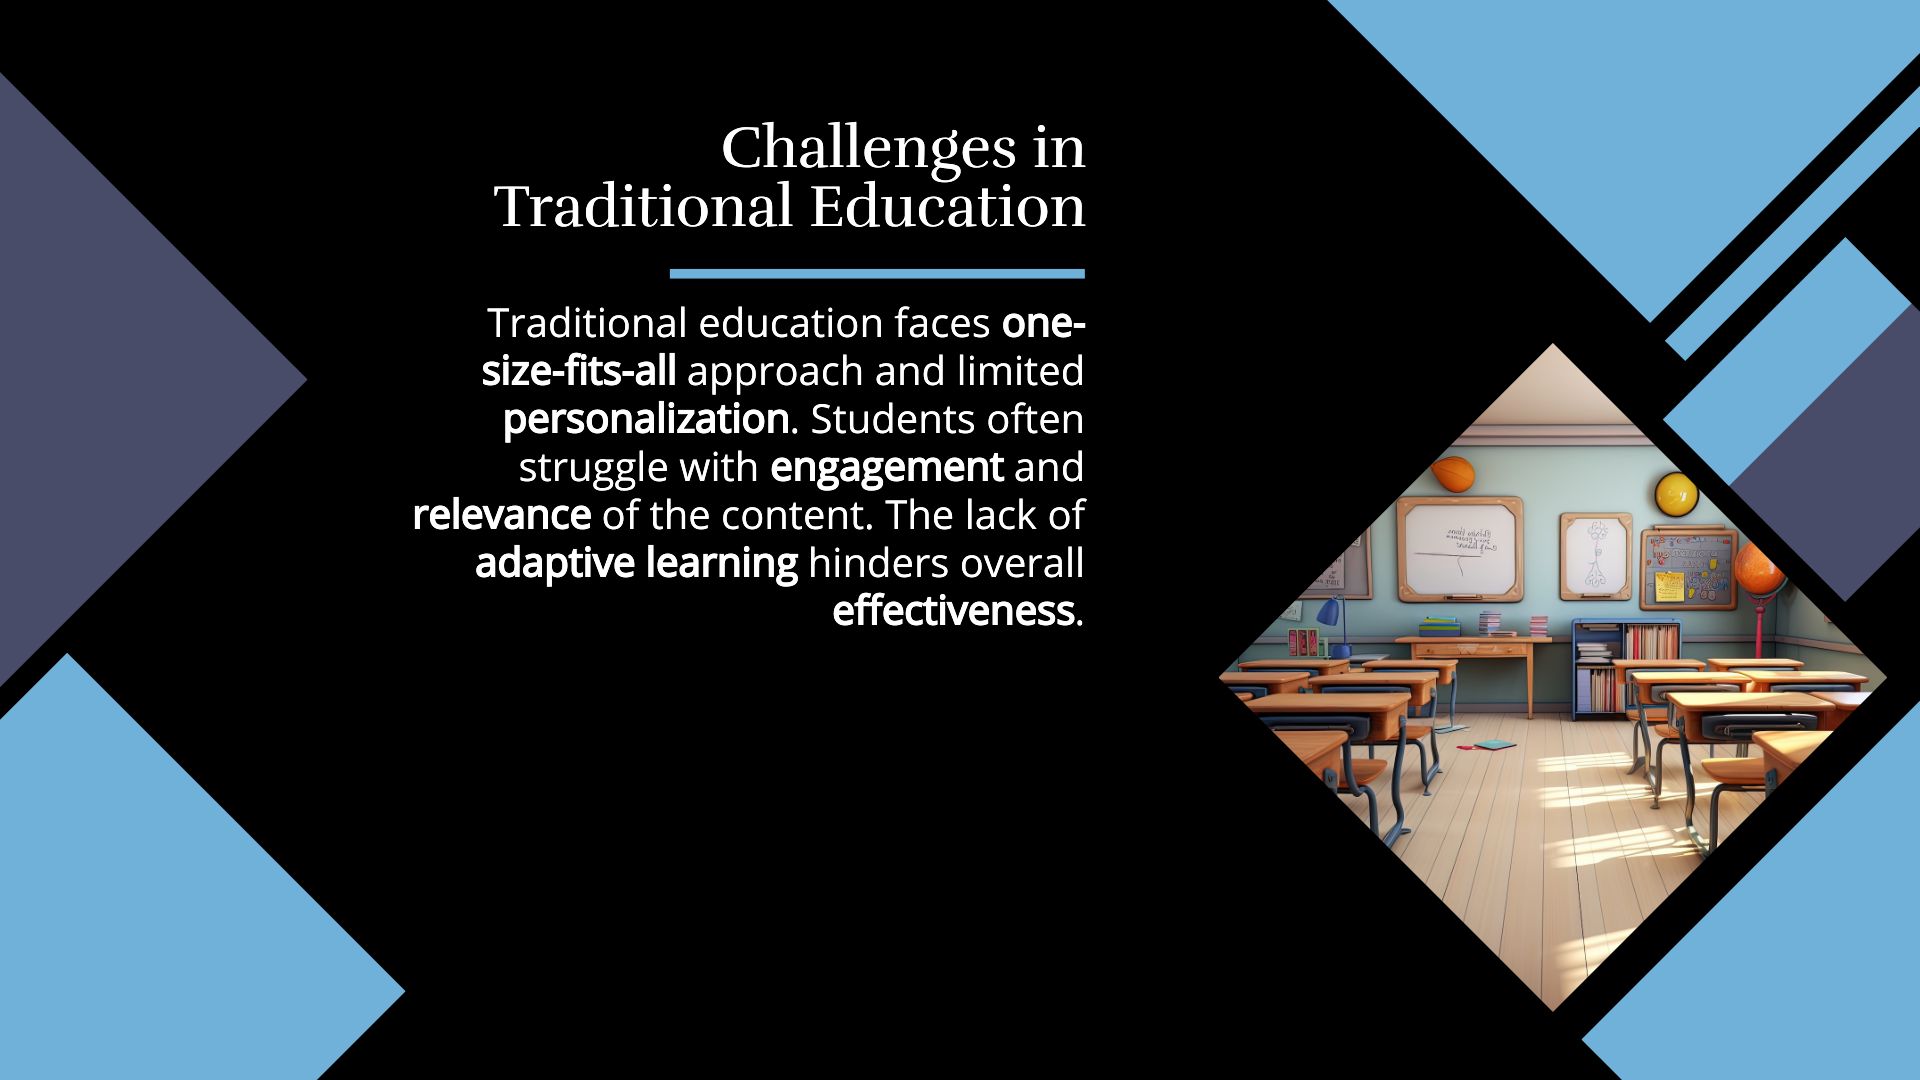 Challenges in
Traditional Education
Traditional education faces one-
size-fits-all approach and limited
personalization. Students often
struggle with engagement and
relevance of the content. The lack of
adaptive learning hinders overall
effectiveness.